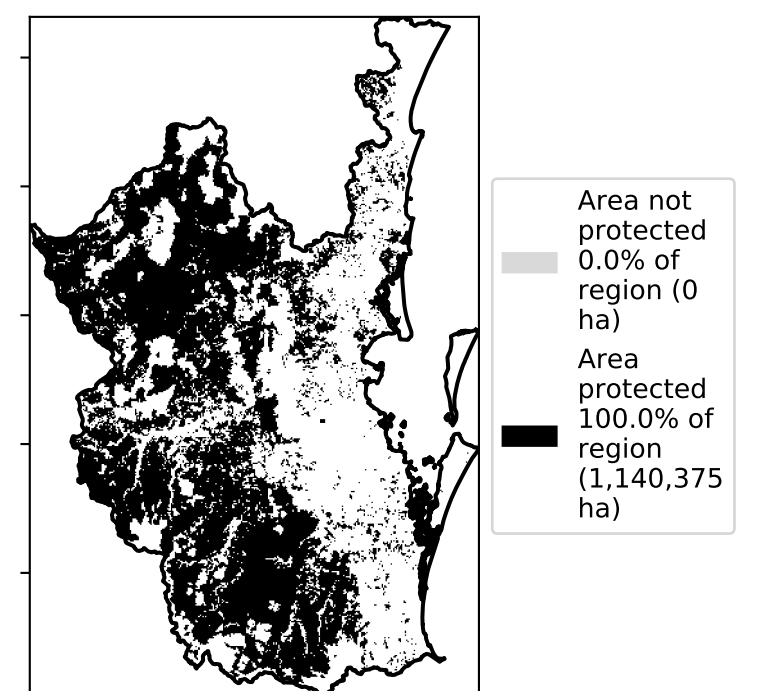 Area not
protected
0.0% of
region (0
ha)
Area
protected
100.0% of
region
(1,140,375
ha)